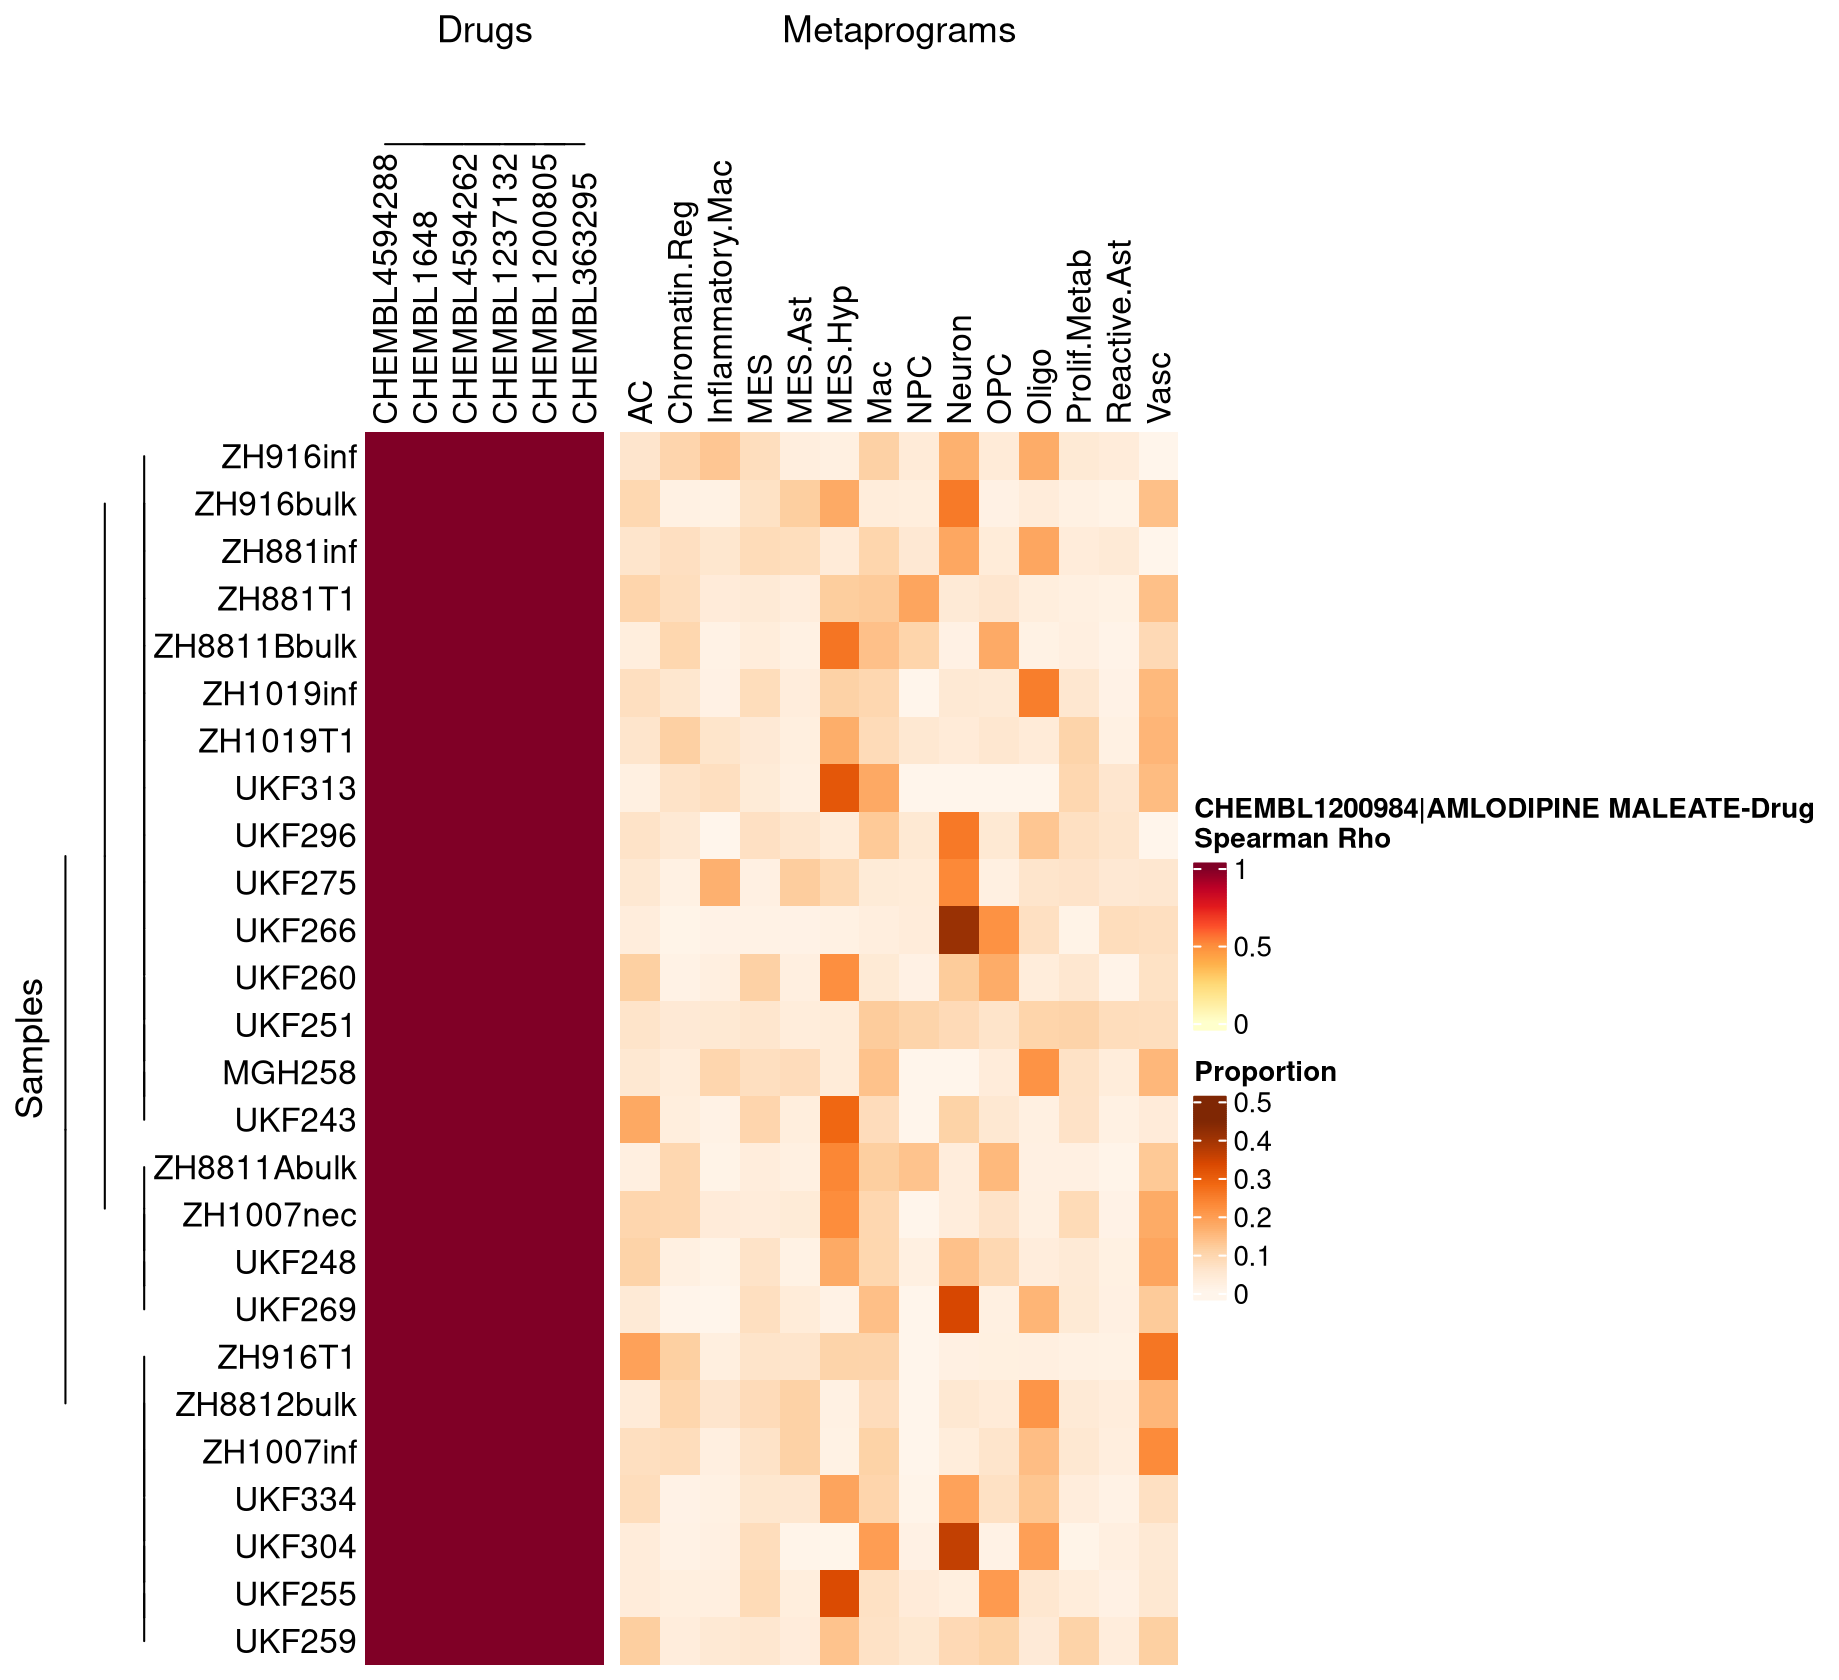 Drugs
Metaprograms
CHEMBL4594288
CHEMBL1648
CHEMBL4594262
CHEMBL1237132
CHEMBL1200805
CHEMBL363295
AC
Chromatin.Reg
Inflammatory.Mac
MES
MES.Ast
MES.Hyp
Mac
NPC
Neuron
OPC
Oligo
Prolif.Metab
Reactive.Ast
Vasc
Samples
ZH916inf
ZH916bulk
ZH881inf
ZH881T1
ZH8811Bbulk
ZH1019inf
ZH1019T1
UKF313
UKF296
UKF275
UKF266
UKF260
UKF251
MGH258
UKF243
ZH8811Abulk
ZH1007nec
UKF248
UKF269
ZH916T1
ZH8812bulk
ZH1007inf
UKF334
UKF304
UKF255
UKF259
CHEMBL1200984|AMLODIPINE MALEATE-Drug
Spearman Rho
1
0.5
0
Proportion
0.5
0.4
0.3
0.2
0.1
0